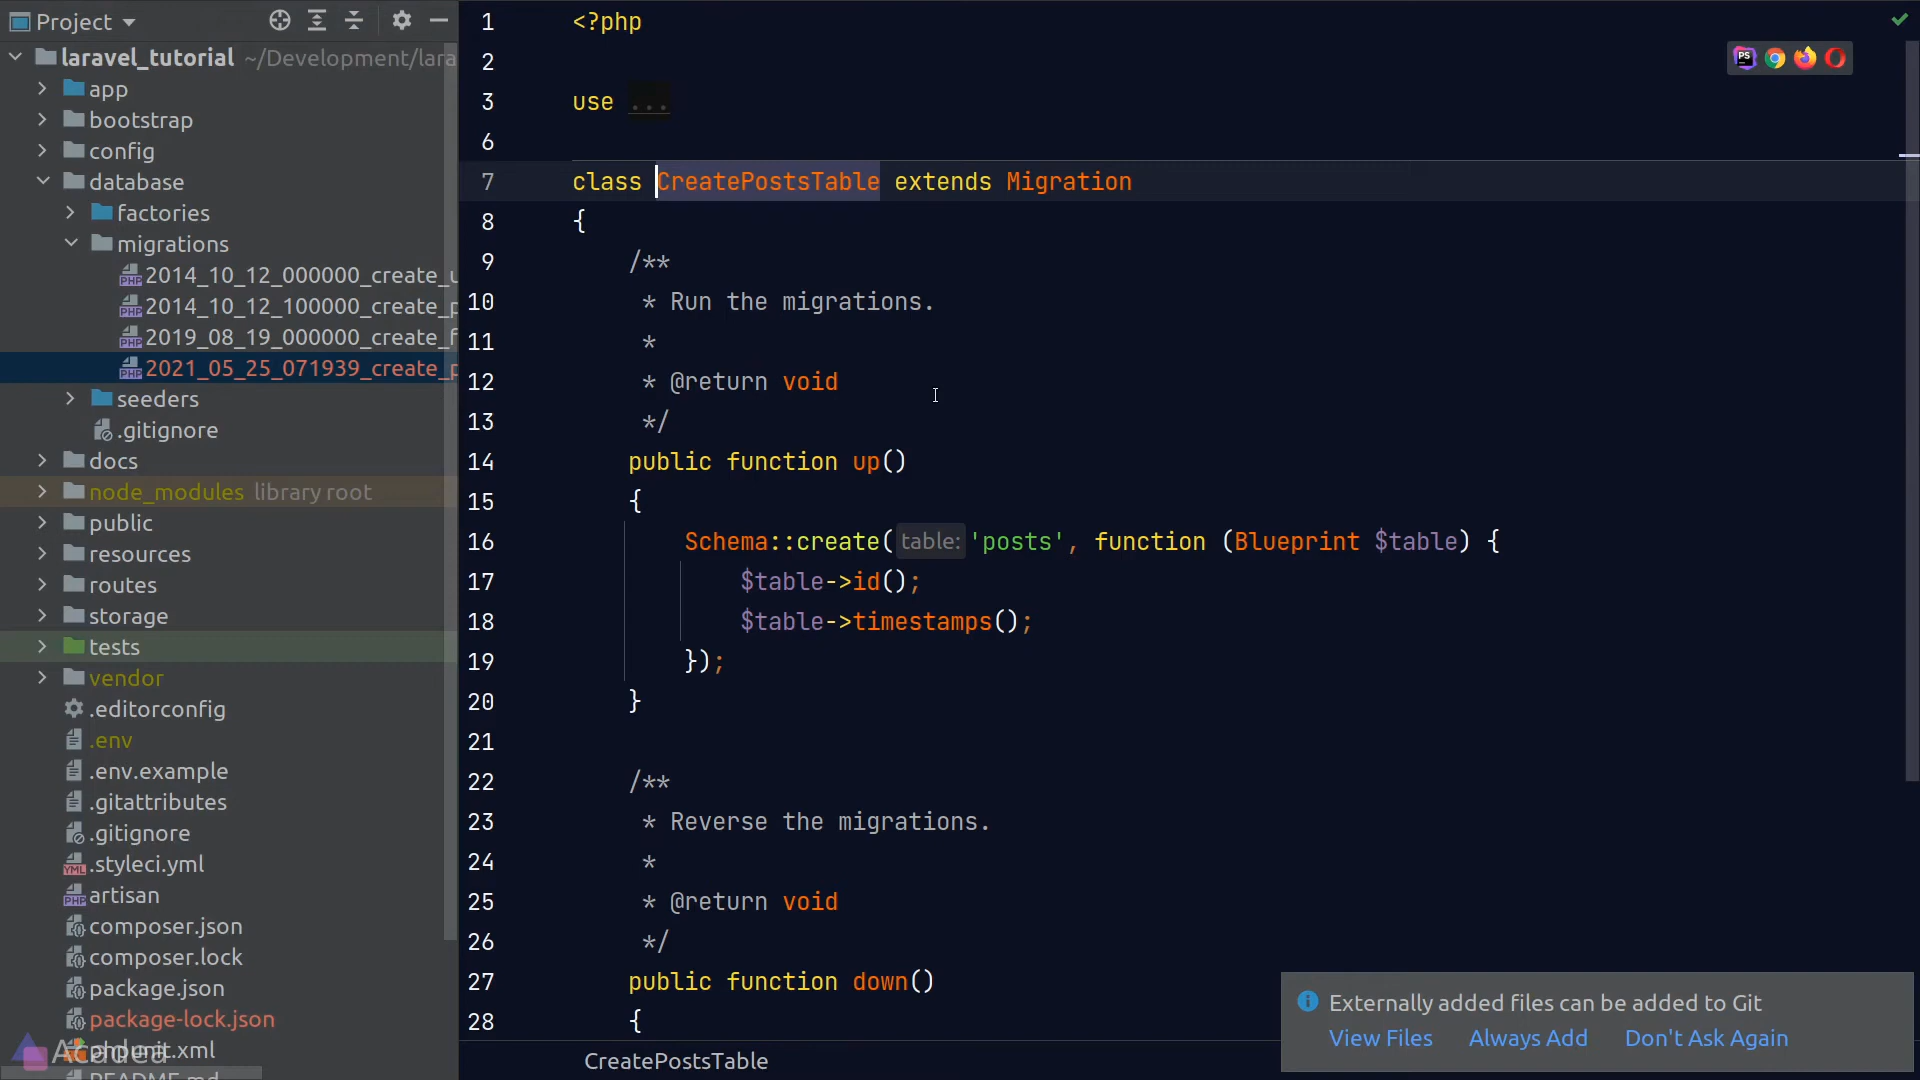 Project
laravel_tutorial ~/Development/lara
app
bootstrap
config
database
factories
migrations
2014_10_12_000000_create_u
2014_10_12_100000_create_p
2019_08_19_000000_create_f
2021_05_25_071939_create_p
seeders
.gitignore
docs
node_modules library root
public
resources
routes
storage
tests
vendor
.editorconfig
.env
.env.example
.gitattributes
.gitignore
.styleci.yml
artisan
composer.json
composer.lock
package.json
package-lock.json
phpunit.xml
Acadea
README.md
1 <?php
2
3 use ...
6
7 class CreatePostsTable extends Migration
8 {
9 /**
10 * Run the migrations.
11 *
12 * @return void
13 */
14 public function up()
15 {
16 Schema::create( table: 'posts', function (Blueprint $table) {
17 $table->id();
18 $table->timestamps();
19 });
20 }
21
22 /**
23 * Reverse the migrations.
24 *
25 * @return void
26 */
27 public function down()
28 {
CreatePostsTable
PS
Externally added files can be added to Git
View Files Always Add Don't Ask Again